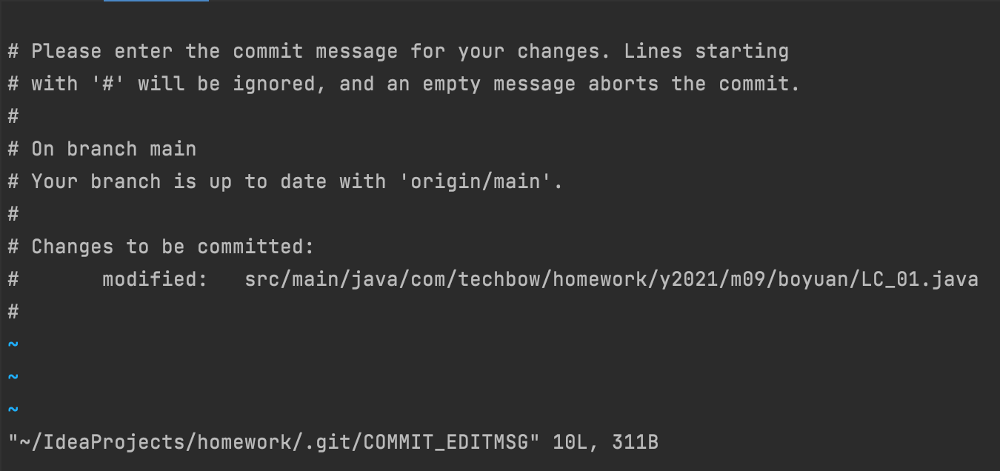 # Please enter the commit message for your changes. Lines starting
# with '#' will be ignored, and an empty message aborts the commit.
#
# On branch main
# Your branch is up to date with 'origin/main'.
#
# Changes to be committed:
#       modified:   src/main/java/com/techbow/homework/y2021/m09/boyuan/LC_01.java
#
~
~
~
"~/IdeaProjects/homework/.git/COMMIT_EDITMSG" 10L, 311B